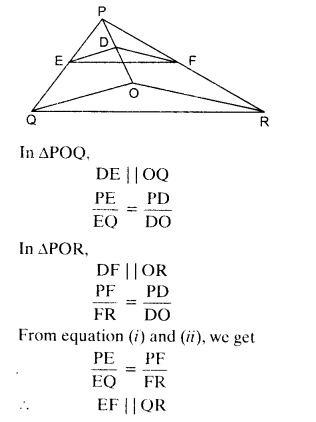 P
D
E
F
O
Q
R
In ΔPOQ,
DE || OQ
PE/EQ = PD/DO
In ΔPOR,
DF || OR
PF/FR = PD/DO
From equation (i) and (ii), we get
PE/EQ = PF/FR
∴ EF || QR